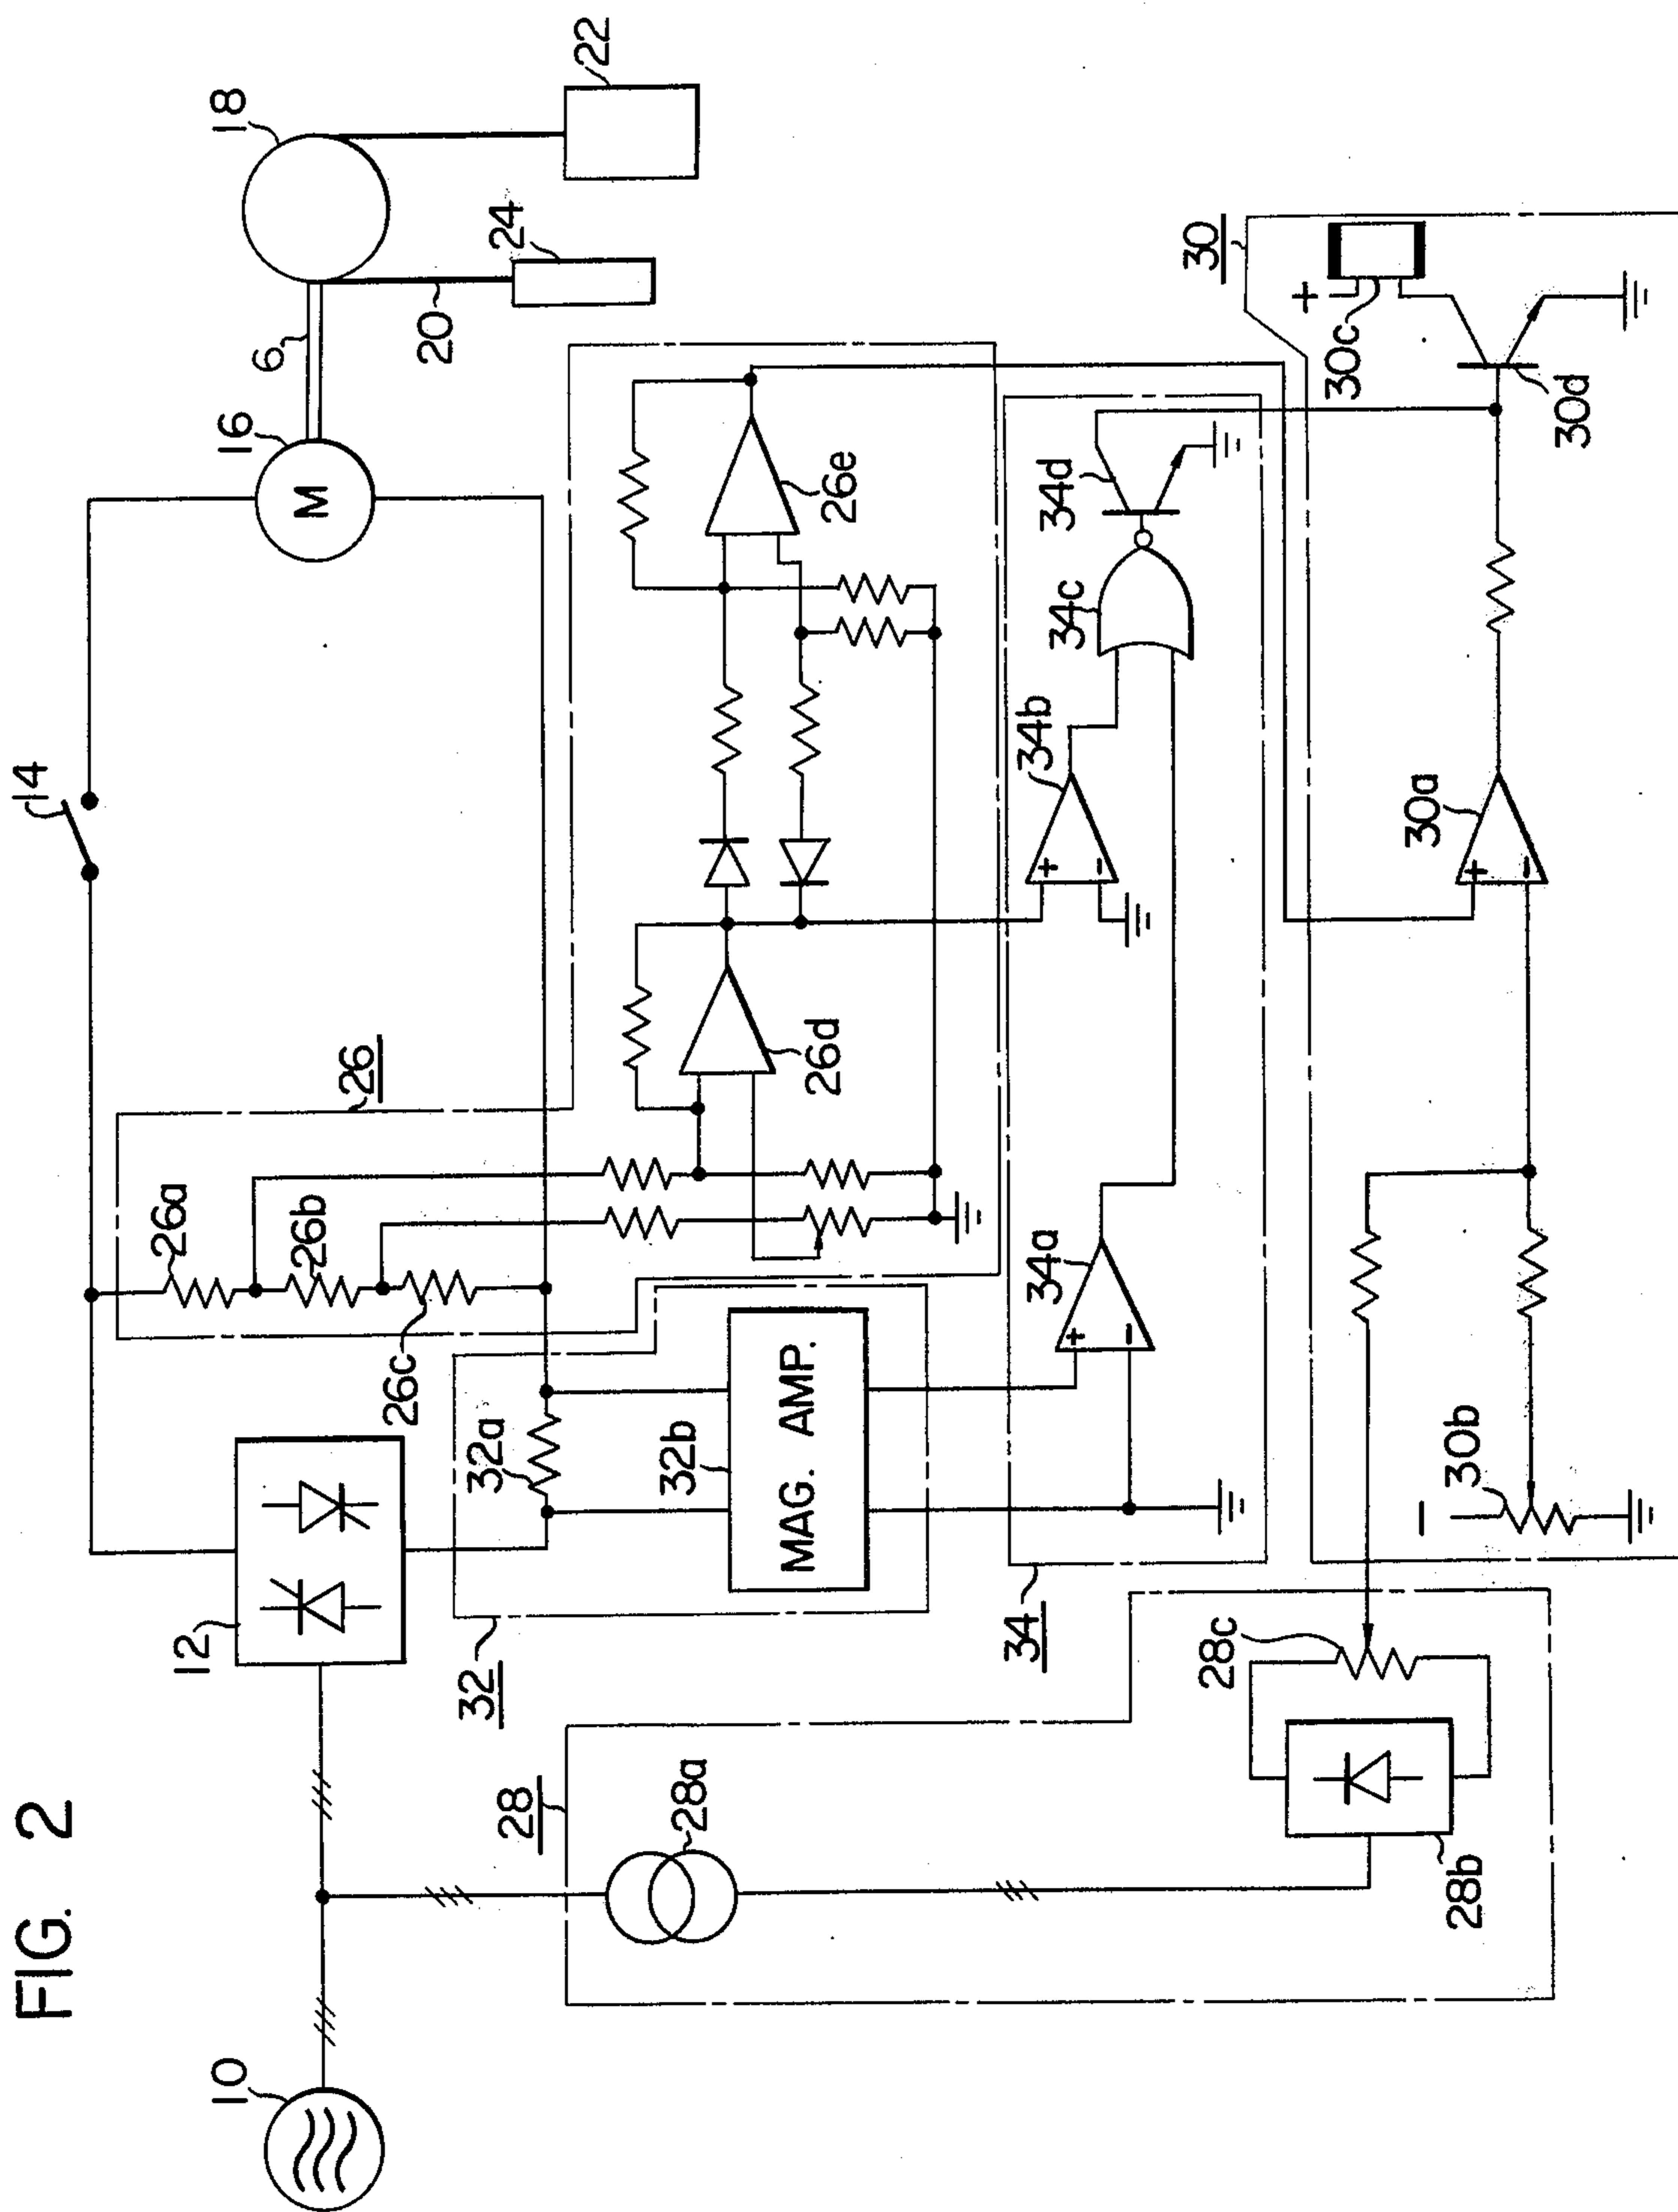 FIG. 2
10
12
14
16
M
6
18
20
24
22
26
26a
26b
26c
26d
26e
32
32a
32b
MAG. AMP.
34
34a
+
−
34b
+
−
34c
34d
28
28a
28b
28c
30
30a
+
−
30b
−
30c
+
30d